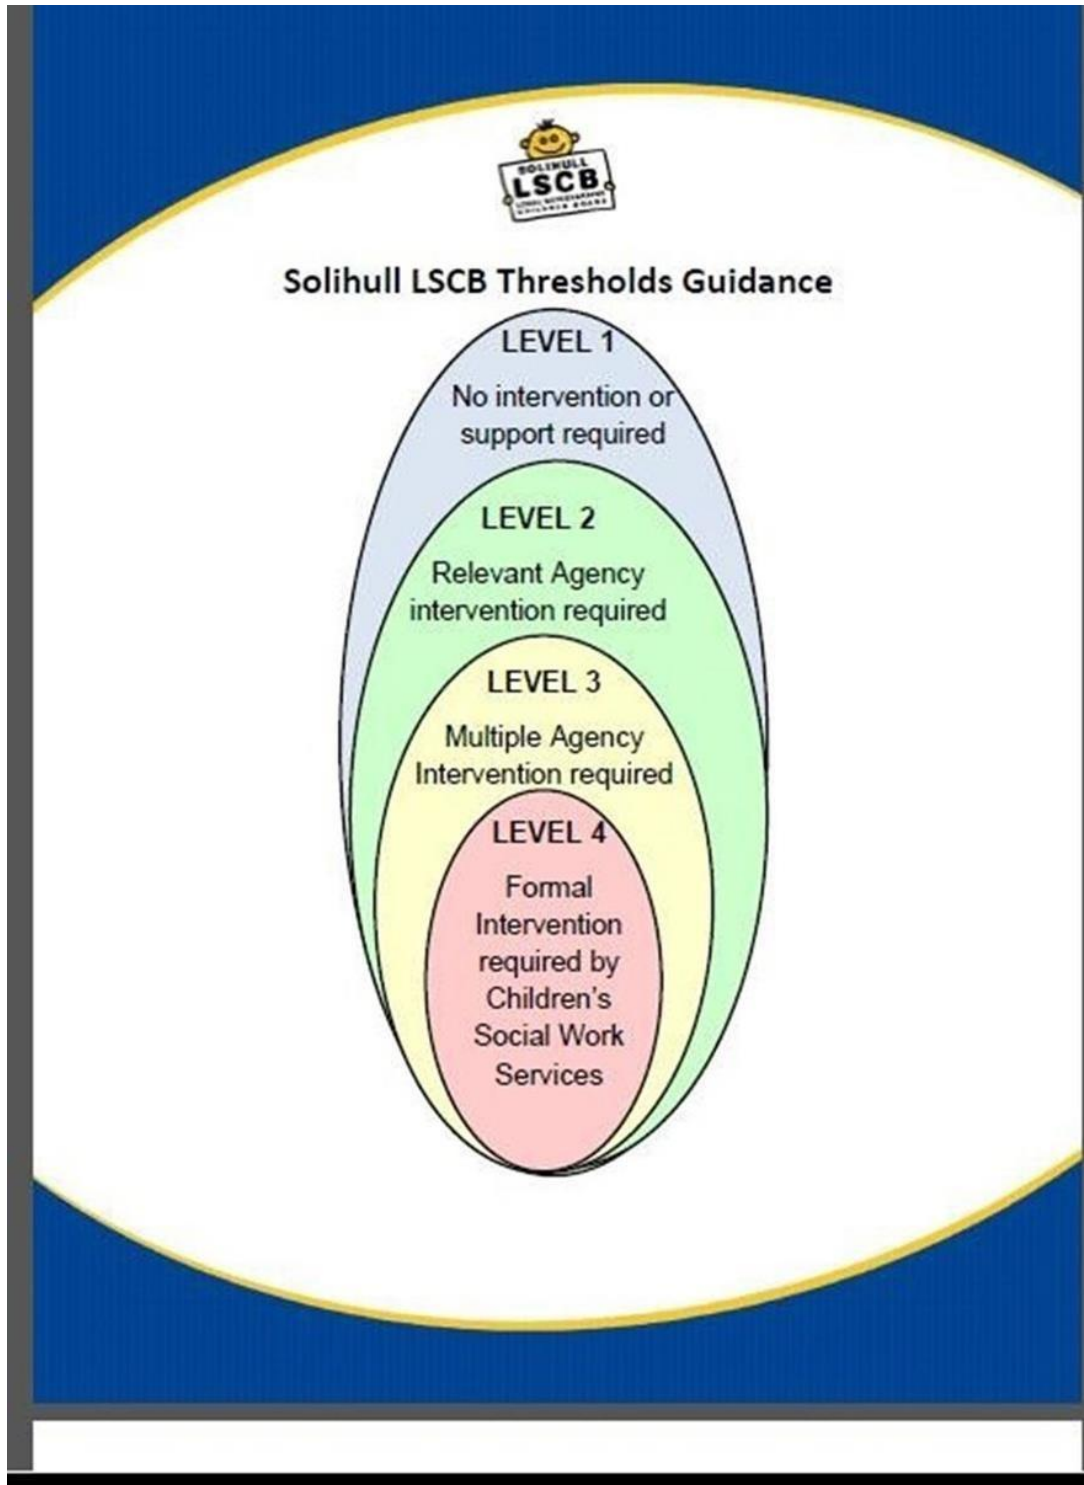 SOLIHULL
LSCB
Solihull LSCB Thresholds Guidance
LEVEL 1
No intervention or
support required
LEVEL 2
Relevant Agency
intervention required
LEVEL 3
Multiple Agency
Intervention required
LEVEL 4
Formal
Intervention
required by
Children's
Social Work
Services